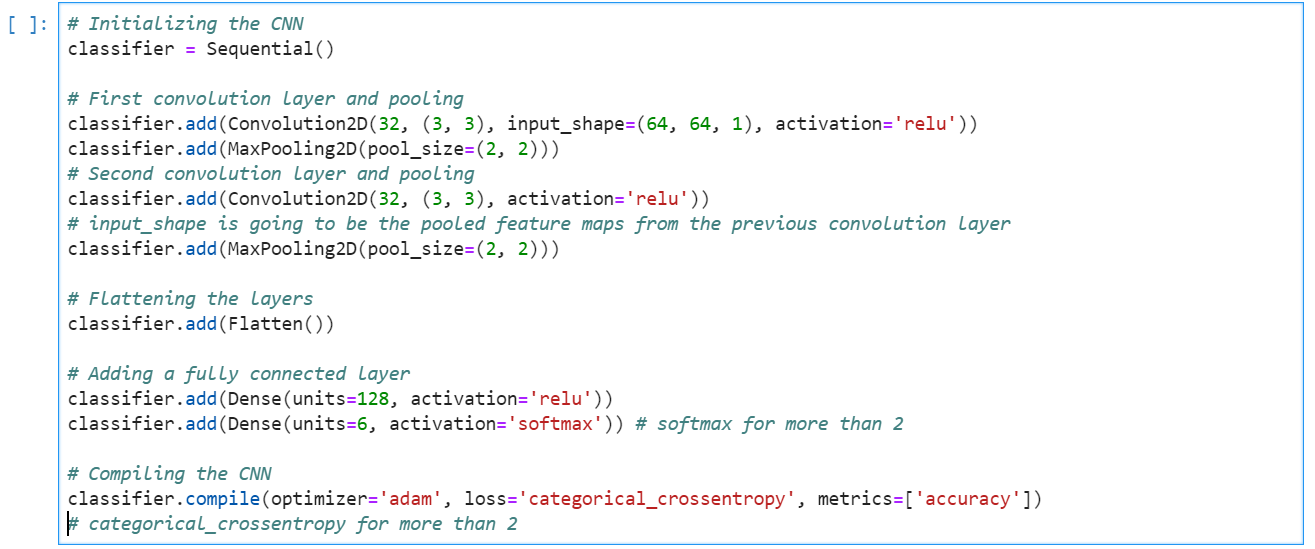 [ ]:
# Initializing the CNN
classifier = Sequential()
# First convolution layer and pooling
classifier.add(Convolution2D(32, (3, 3), input_shape=(64, 64, 1), activation='relu'))
classifier.add(MaxPooling2D(pool_size=(2, 2)))
# Second convolution layer and pooling
classifier.add(Convolution2D(32, (3, 3), activation='relu'))
# input_shape is going to be the pooled feature maps from the previous convolution layer
classifier.add(MaxPooling2D(pool_size=(2, 2)))
# Flattening the layers
classifier.add(Flatten())
# Adding a fully connected layer
classifier.add(Dense(units=128, activation='relu'))
classifier.add(Dense(units=6, activation='softmax')) # softmax for more than 2
# Compiling the CNN
classifier.compile(optimizer='adam', loss='categorical_crossentropy', metrics=['accuracy'])
# categorical_crossentropy for more than 2